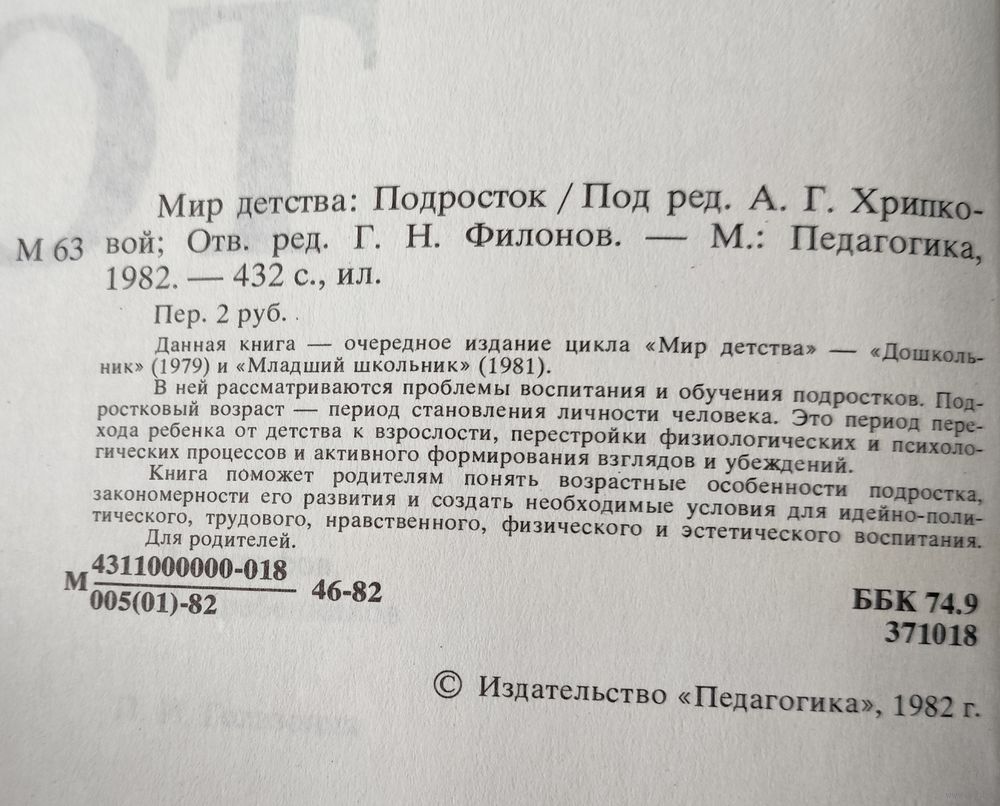 Мир детства: Подросток / Под ред. А. Г. Хрипко-
М 63 вой; Отв. ред. Г. Н. Филонов. — М.: Педагогика,
1982. — 432 с., ил.
Пер. 2 руб.
Данная книга — очередное издание цикла «Мир детства» — «Дошколь-
ник» (1979) и «Младший школьник» (1981).
В ней рассматриваются проблемы воспитания и обучения подростков. Под-
ростковый возраст — период становления личности человека. Это период пере-
хода ребенка от детства к взрослости, перестройки физиологических и психоло-
гических процессов и активного формирования взглядов и убеждений.
Книга поможет родителям понять возрастные особенности подростка,
закономерности его развития и создать необходимые условия для идейно-поли-
тического, трудового, нравственного, физического и эстетического воспитания.
Для родителей.
М 4311000000-018
005(01)-82 46-82
ББК 74.9
371018
© Издательство «Педагогика», 1982 г.